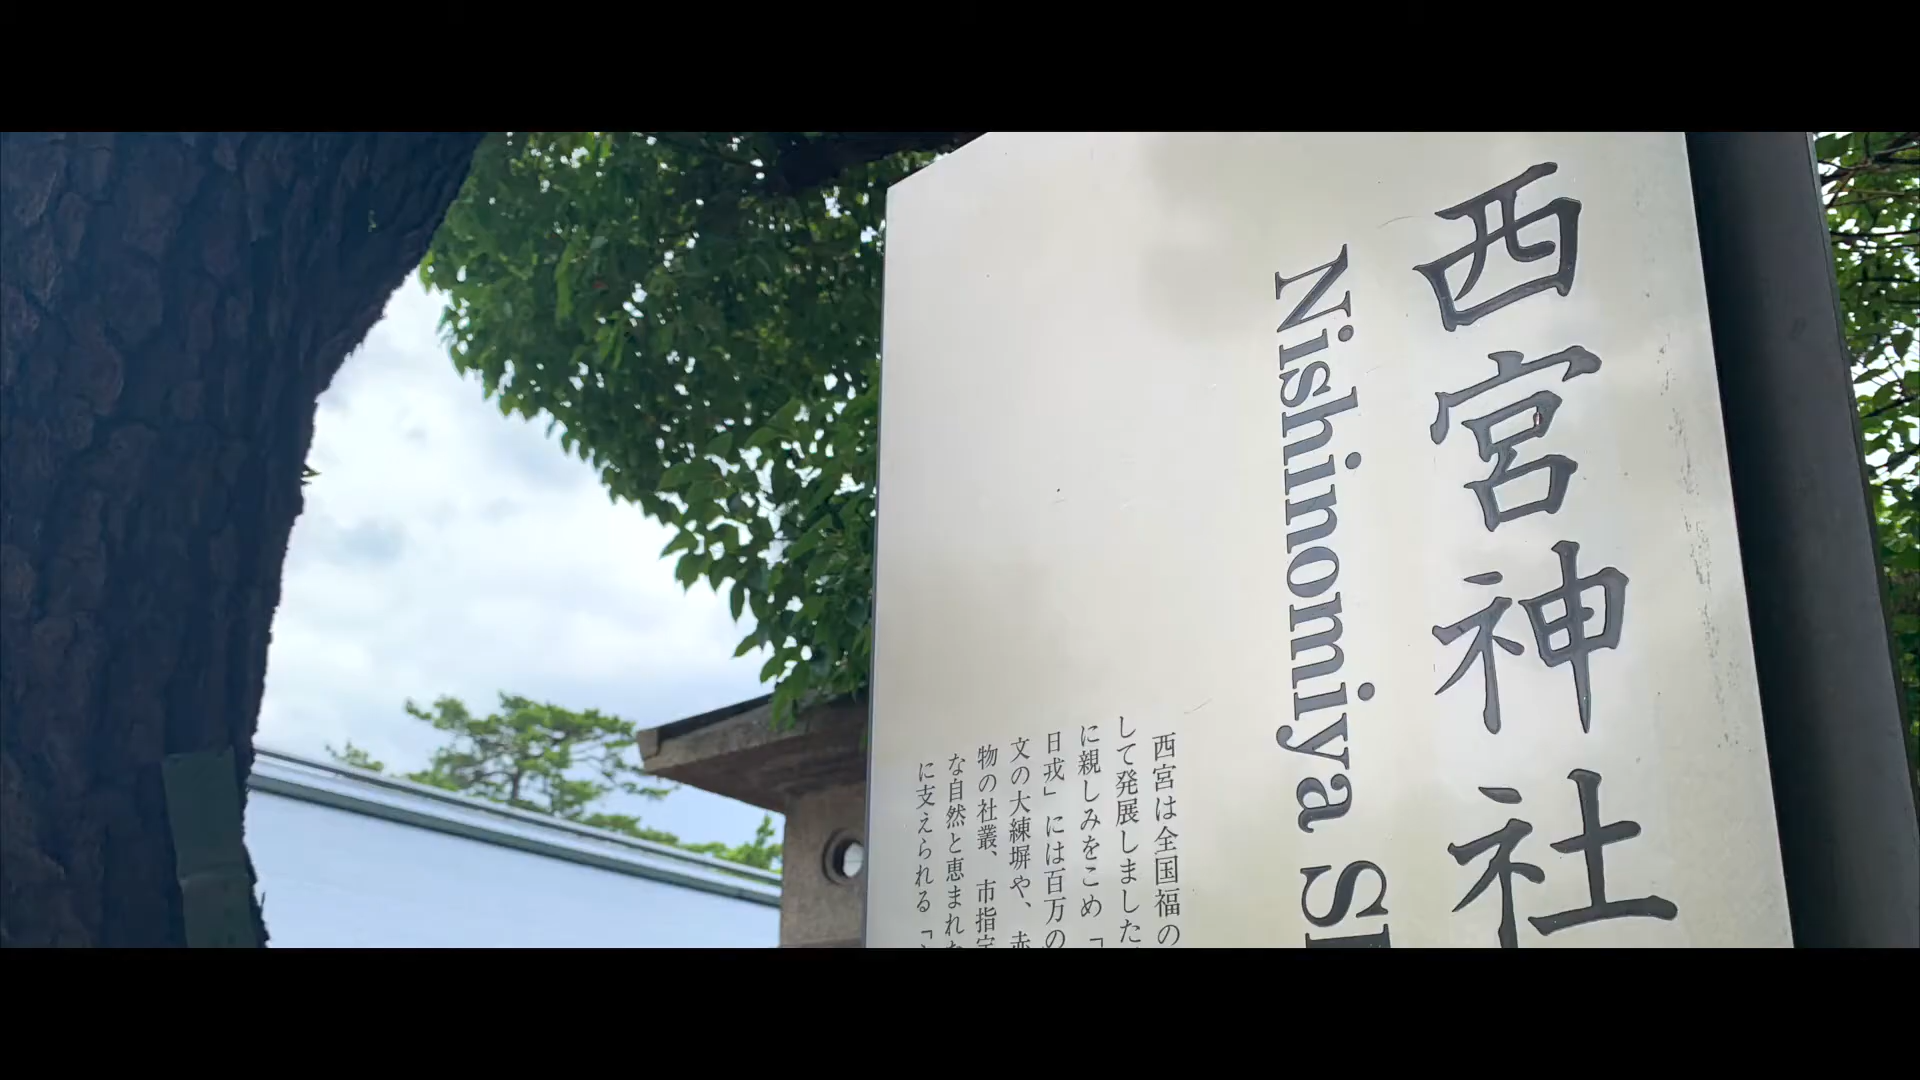 西宮神社
Nishinomiya
西宮は全国福の
して発展しました
に親しみをこめ「
日戎」には百万の
文の大練塀や、赤
物の社叢、市指定
な自然と恵まれた
に支えられる「